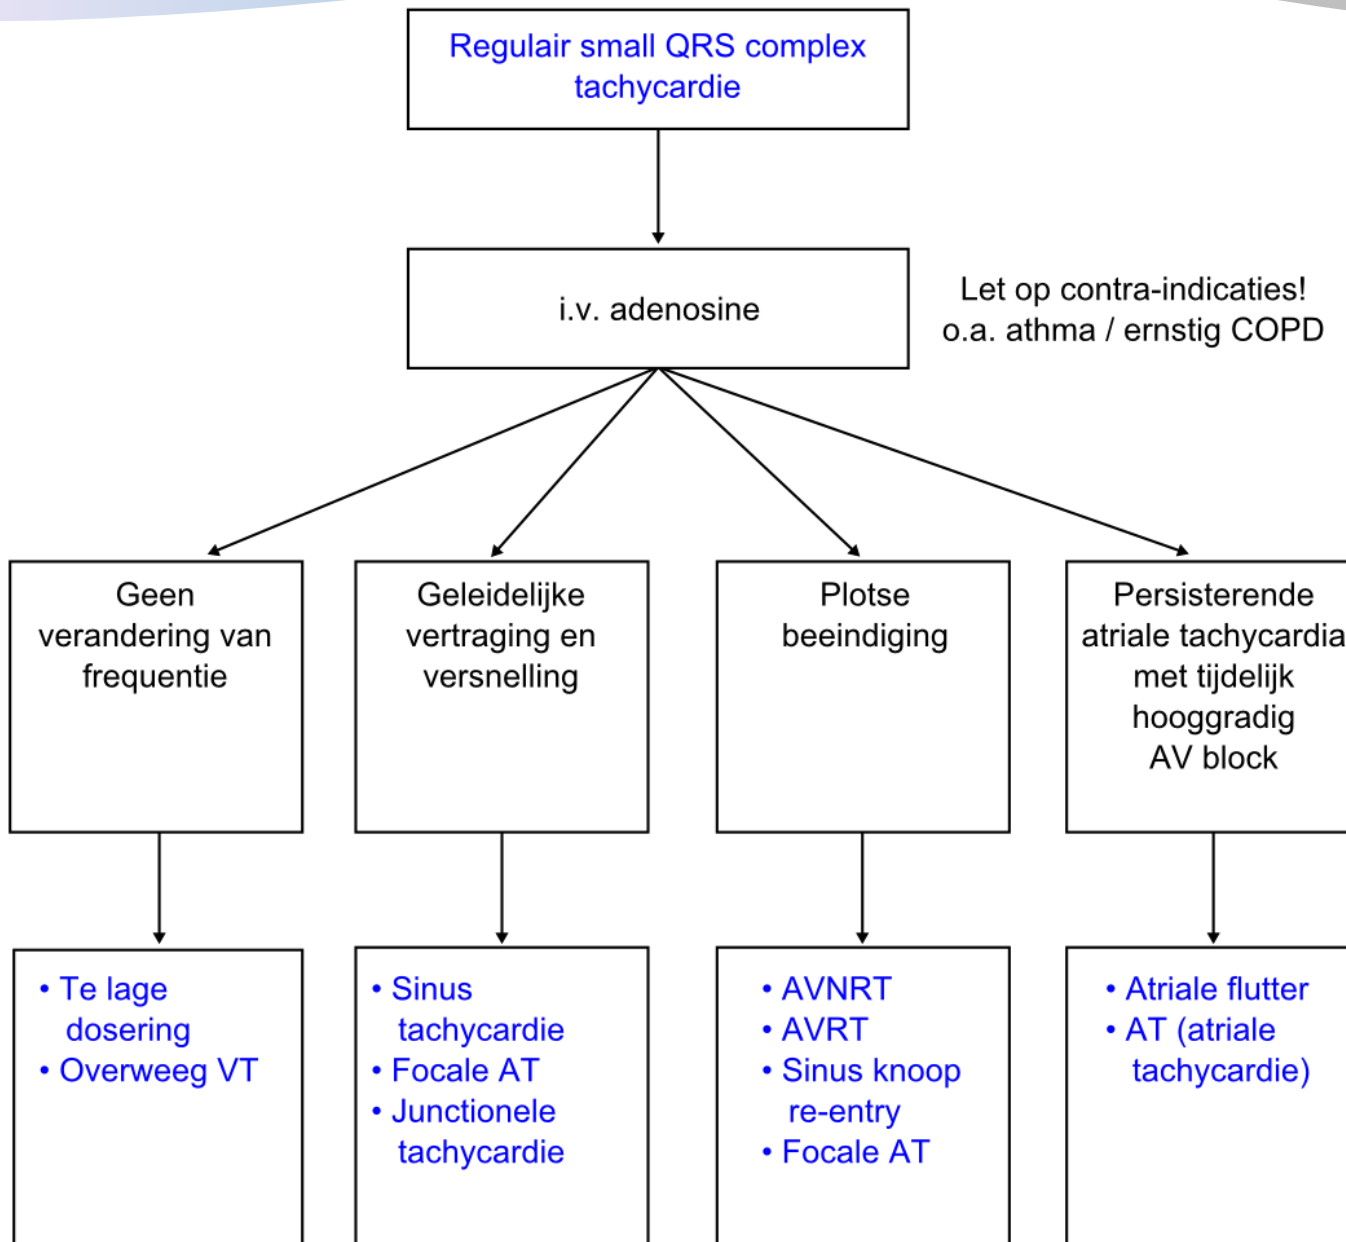 Regulair small QRS complex
tachycardie
i.v. adenosine
Let op contra-indicaties!
o.a. athma / ernstig COPD
Geen
verandering van
frequentie
Geleidelijke
vertraging en
versnelling
Plotse
beeindiging
Persisterende
atriale tachycardia
met tijdelijk
hooggradig
AV block
• Te lage
dosering
• Overweeg VT
• Sinus
tachycardie
• Focale AT
• Junctionele
tachycardie
• AVNRT
• AVRT
• Sinus knoop
re-entry
• Focale AT
• Atriale flutter
• AT (atriale
tachycardie)